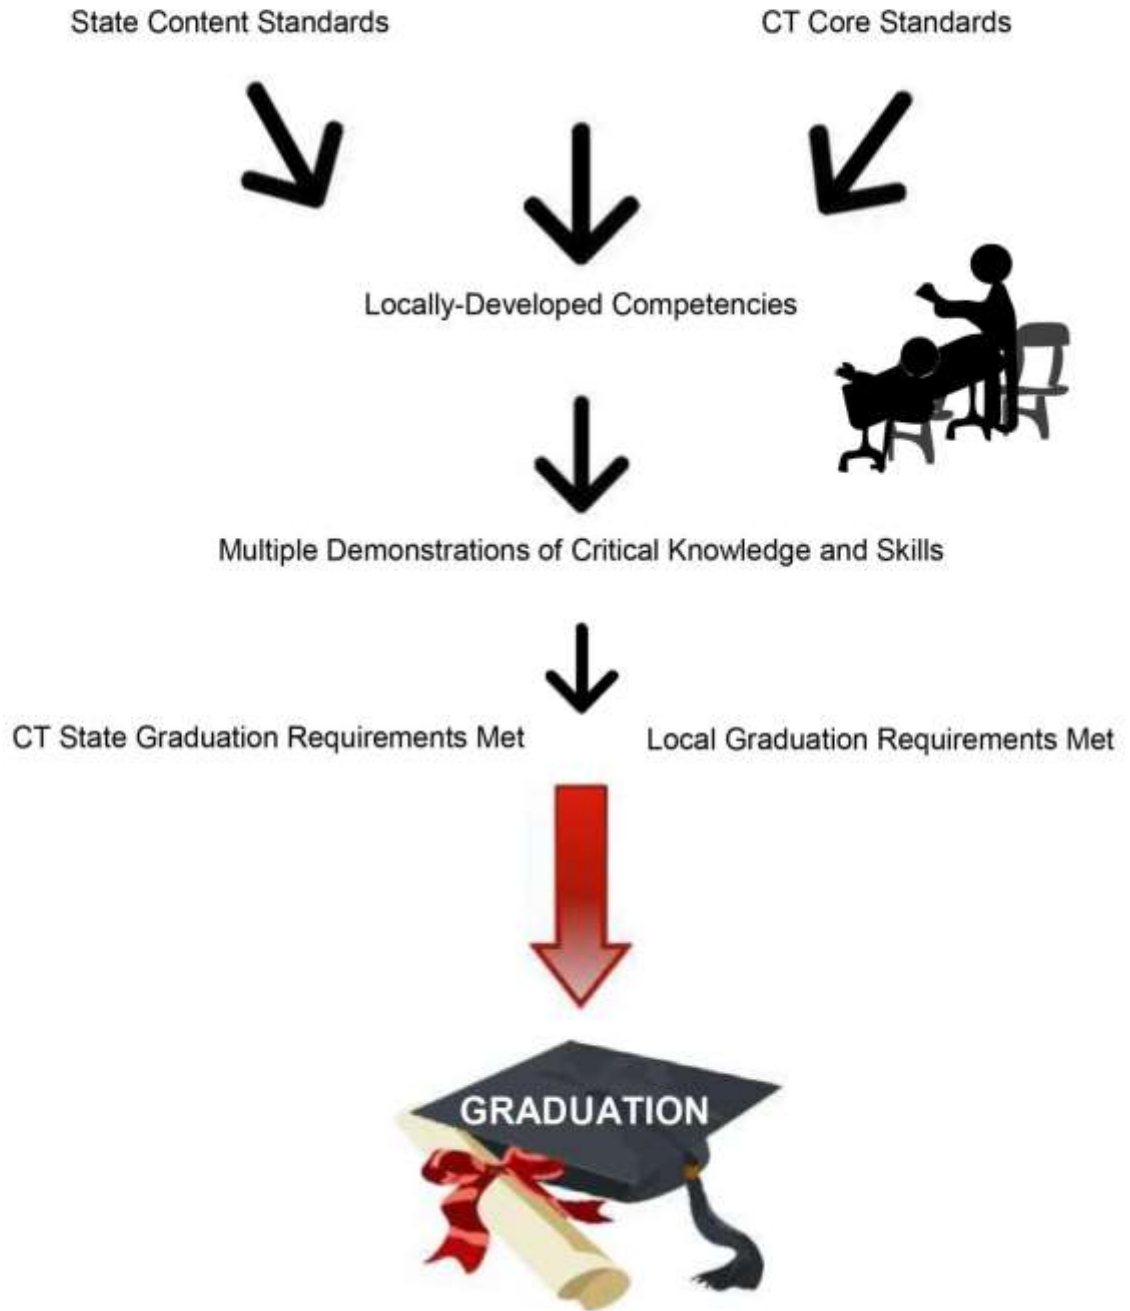 State Content Standards
CT Core Standards
Locally-Developed Competencies
Multiple Demonstrations of Critical Knowledge and Skills
CT State Graduation Requirements Met
Local Graduation Requirements Met
GRADUATION